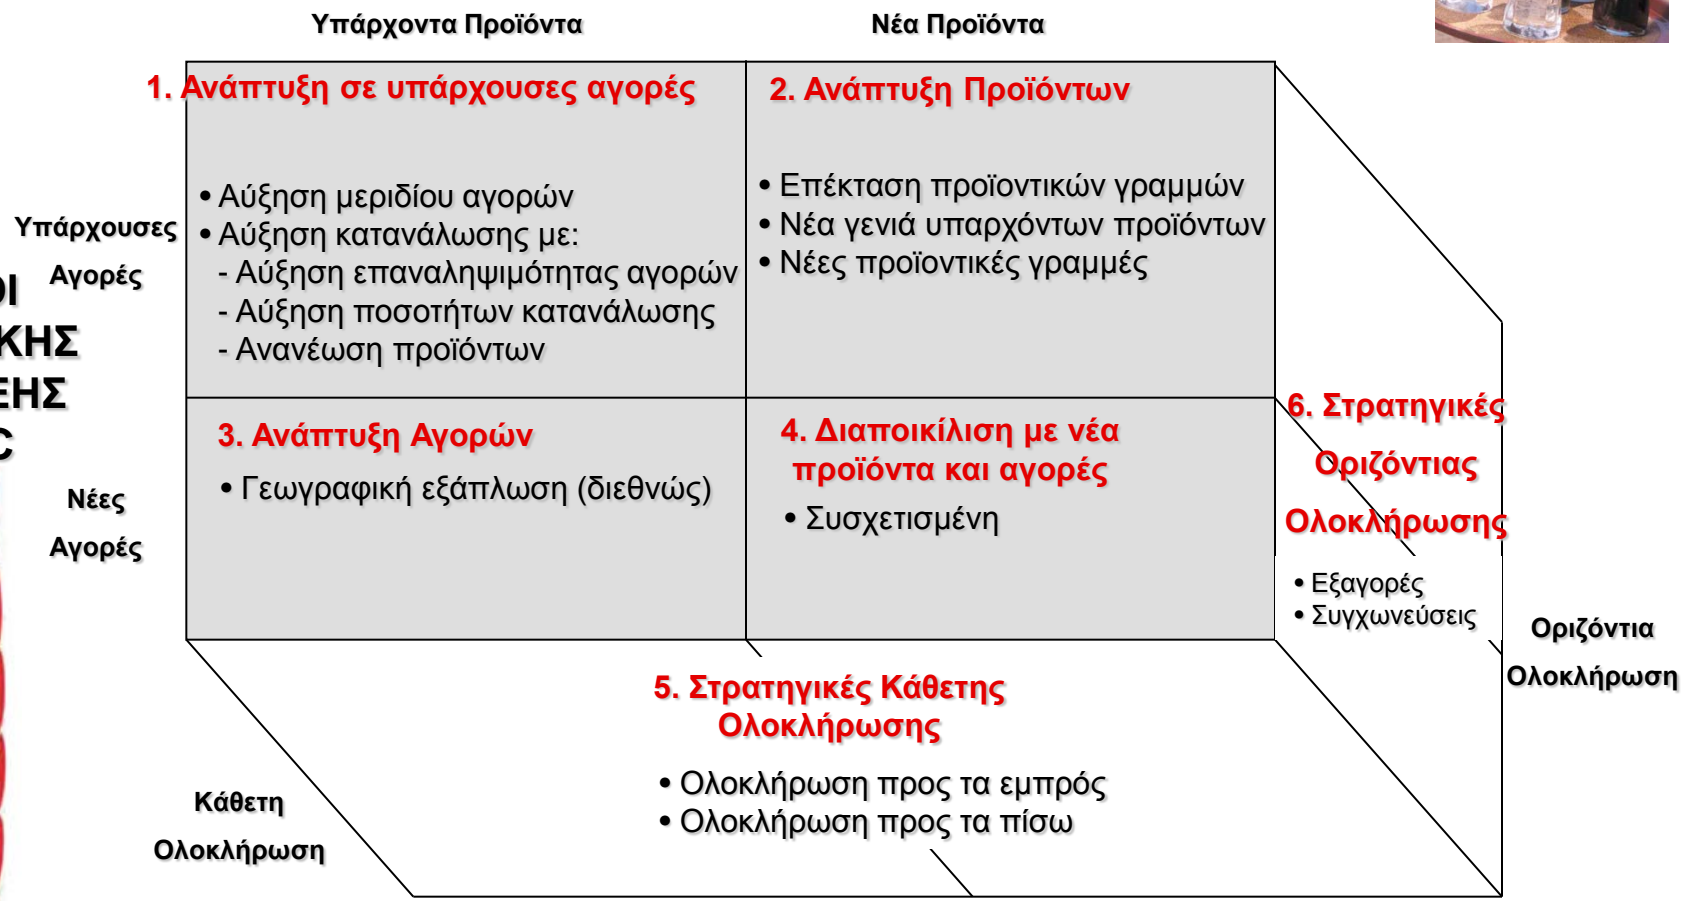 Υπάρχοντα Προϊόντα
Νέα Προϊόντα
1. Ανάπτυξη σε υπάρχουσες αγορές
• Αύξηση μεριδίου αγορών
• Αύξηση κατανάλωσης με:
- Αύξηση επαναληψιμότητας αγορών
- Αύξηση ποσοτήτων κατανάλωσης
- Ανανέωση προϊόντων
2. Ανάπτυξη Προϊόντων
• Επέκταση προϊοντικών γραμμών
• Νέα γενιά υπαρχόντων προϊόντων
• Νέες προϊοντικές γραμμές
Υπάρχουσες
Αγορές
3. Ανάπτυξη Αγορών
• Γεωγραφική εξάπλωση (διεθνώς)
4. Διαποικίλιση με νέα
προϊόντα και αγορές
• Συσχετισμένη
Νέες
Αγορές
6. Στρατηγικές
Οριζόντιας
Ολοκλήρωσης
• Εξαγορές
• Συγχωνεύσεις
Οριζόντια
Ολοκλήρωση
5. Στρατηγικές Κάθετης
Ολοκλήρωσης
• Ολοκλήρωση προς τα εμπρός
• Ολοκλήρωση προς τα πίσω
Κάθετη
Ολοκλήρωση